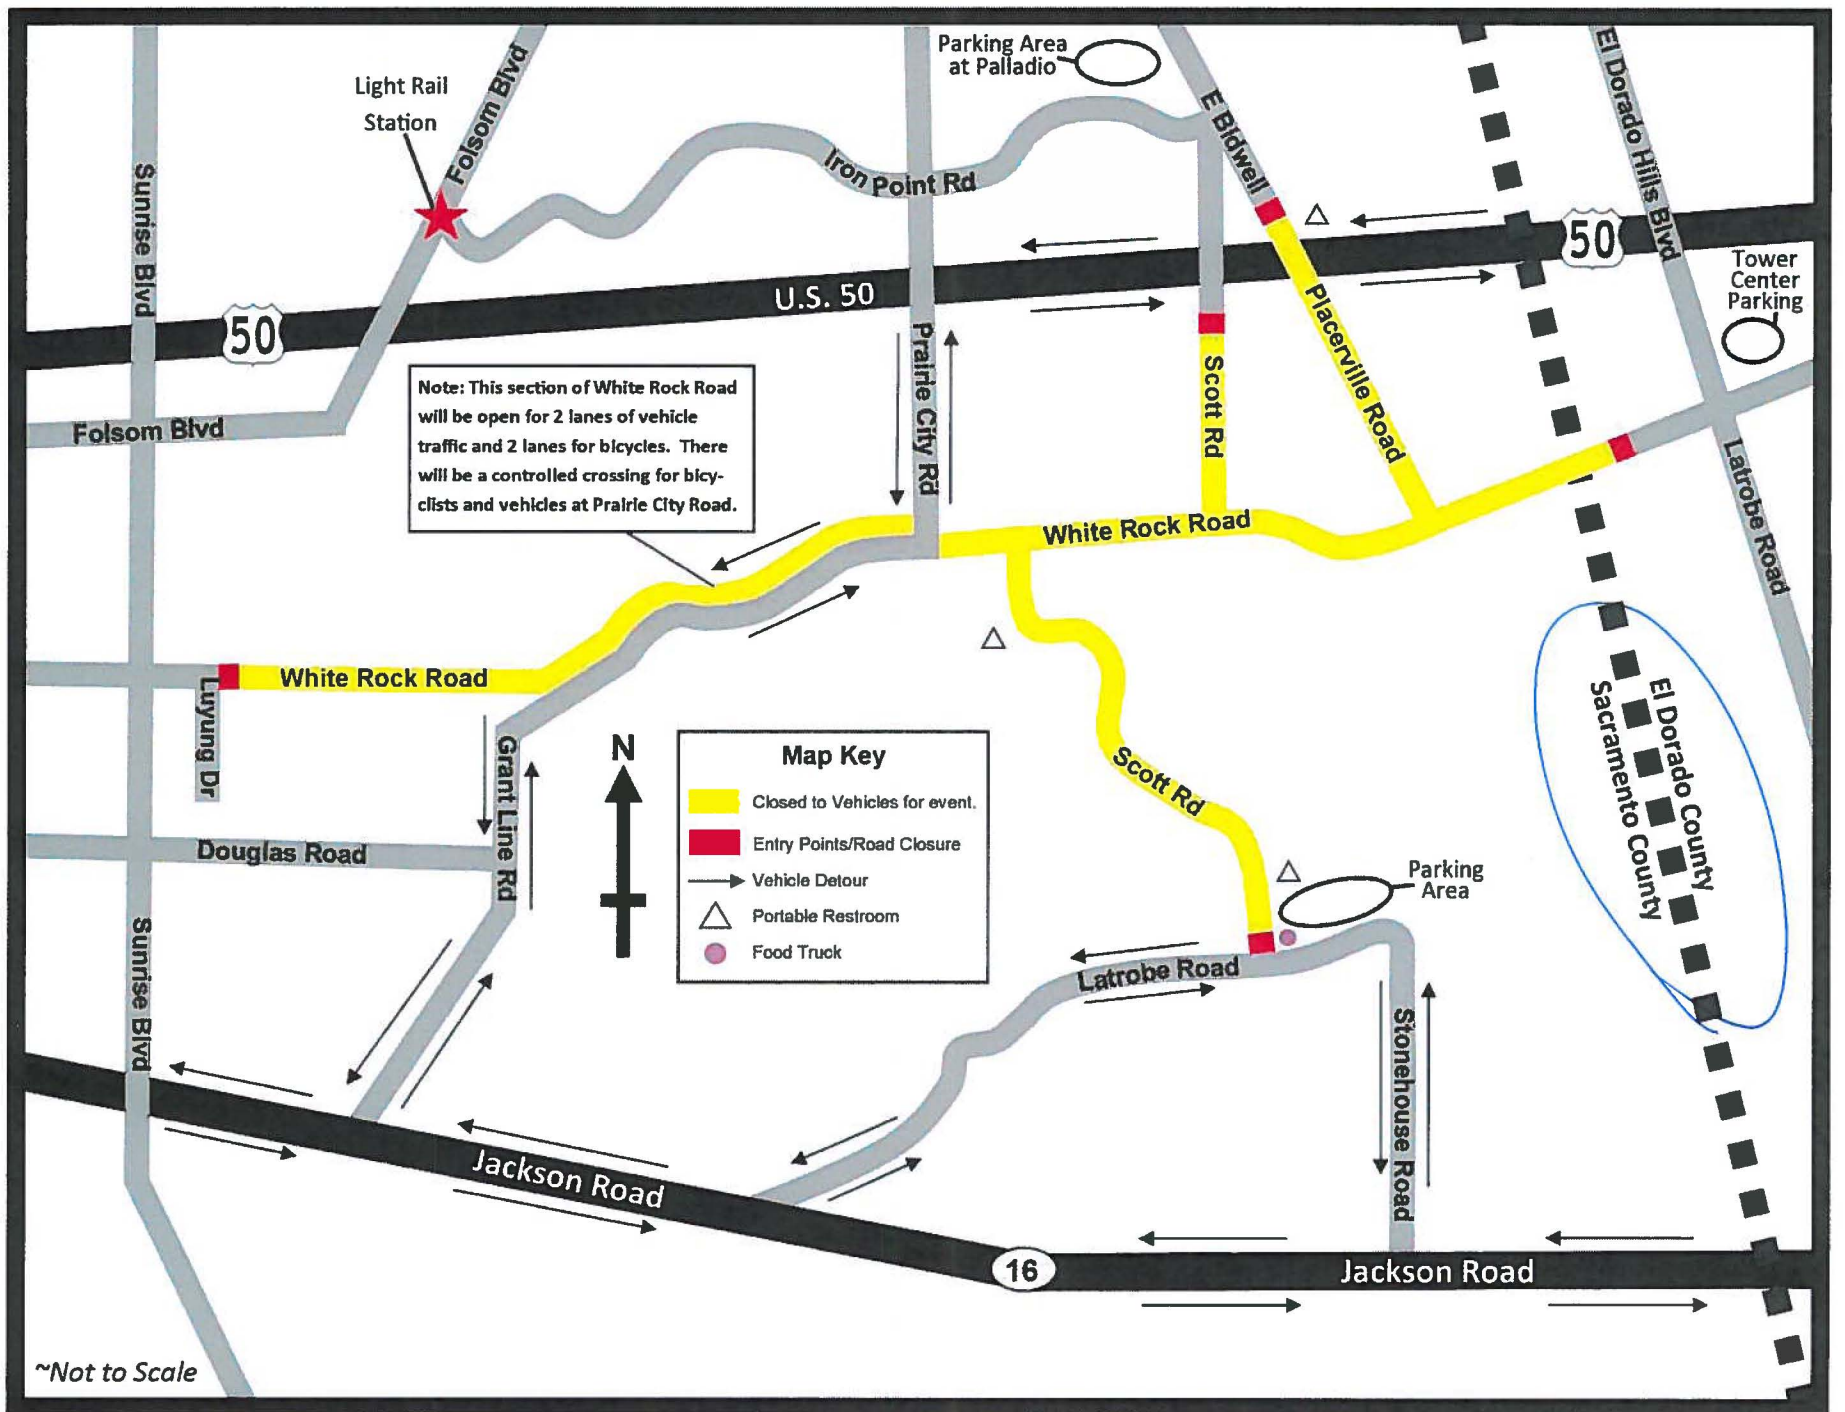 Parking Area
at Palladio
Light Rail
Station
Folsom Blvd
E Bidwell
El Dorado Hills Blvd
Sunrise Blvd
Iron Point Rd
50
Tower
Center
Parking
U.S. 50
50
Placerville Road
Prairie City Rd
Scott Rd
Note: This section of White Rock Road
will be open for 2 lanes of vehicle
traffic and 2 lanes for bicycles. There
will be a controlled crossing for bicy-
clists and vehicles at Prairie City Road.
Folsom Blvd
Latrobe Road
White Rock Road
White Rock Road
Luyung Dr
Grant Line Rd
N
Map Key
Closed to Vehicles for event.
Entry Points/Road Closure
Vehicle Detour
Portable Restroom
Food Truck
Scott Rd
El Dorado County
Sacramento County
Douglas Road
Parking
Area
Sunrise Blvd
Latrobe Road
Stonehouse Road
Jackson Road
16
Jackson Road
~Not to Scale